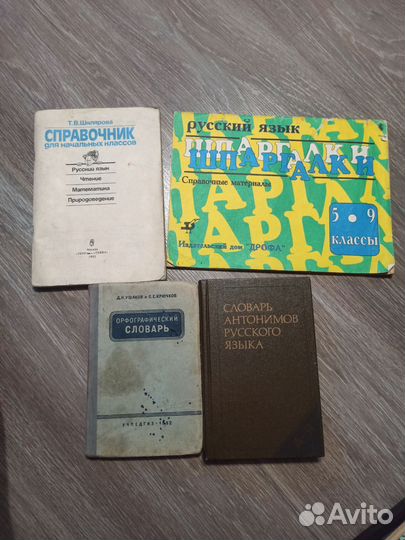 Т.В.Шклярова
СПРАВОЧНИК
для начальных классов
Русский язык
Чтение
Математика
Природоведение
Москва
русский язык
ШПАРГАЛКИ
Справочные материалы
5 • 9
классы
Издательский дом "ДРОФА"
Д.Н.УШАКОВ и С.Е.КРЮЧКОВ
ОРФОГРАФИЧЕСКИЙ
СЛОВАРЬ
УЧПЕДГИЗ
СЛОВАРЬ
АНТОНИМОВ
РУССКОГО
ЯЗЫКА
Avito